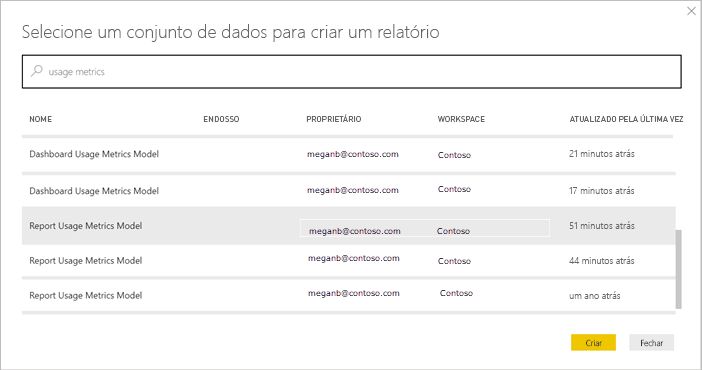 Selecione um conjunto de dados para criar um relatório
usage metrics
NOME ENDOSSO PROPRIETÁRIO WORKSPACE ATUALIZADO PELA ÚLTIMA VEZ
Dashboard Usage Metrics Model meganb@contoso.com Contoso 21 minutos atrás
Dashboard Usage Metrics Model meganb@contoso.com Contoso 17 minutos atrás
Report Usage Metrics Model meganb@contoso.com Contoso 51 minutos atrás
Report Usage Metrics Model meganb@contoso.com Contoso 44 minutos atrás
Report Usage Metrics Model meganb@contoso.com Contoso um ano atrás
Criar Fechar